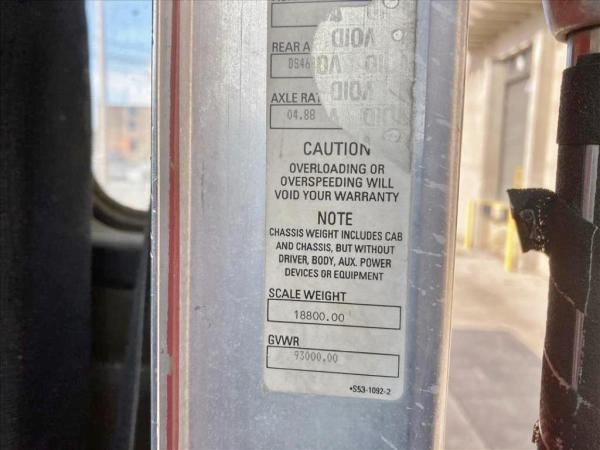 REAR A
DS46
VOID
VOID
AXLE RAT
VOID
04.88
CAUTION
OVERLOADING OR
OVERSPEEDING WILL
VOID YOUR WARRANTY
NOTE
CHASSIS WEIGHT INCLUDES CAB
AND CHASSIS, BUT WITHOUT
DRIVER, BODY, AUX. POWER
DEVICES OR EQUIPMENT
SCALE WEIGHT
18800.00
GVWR
93000.00
*S53-1092-2